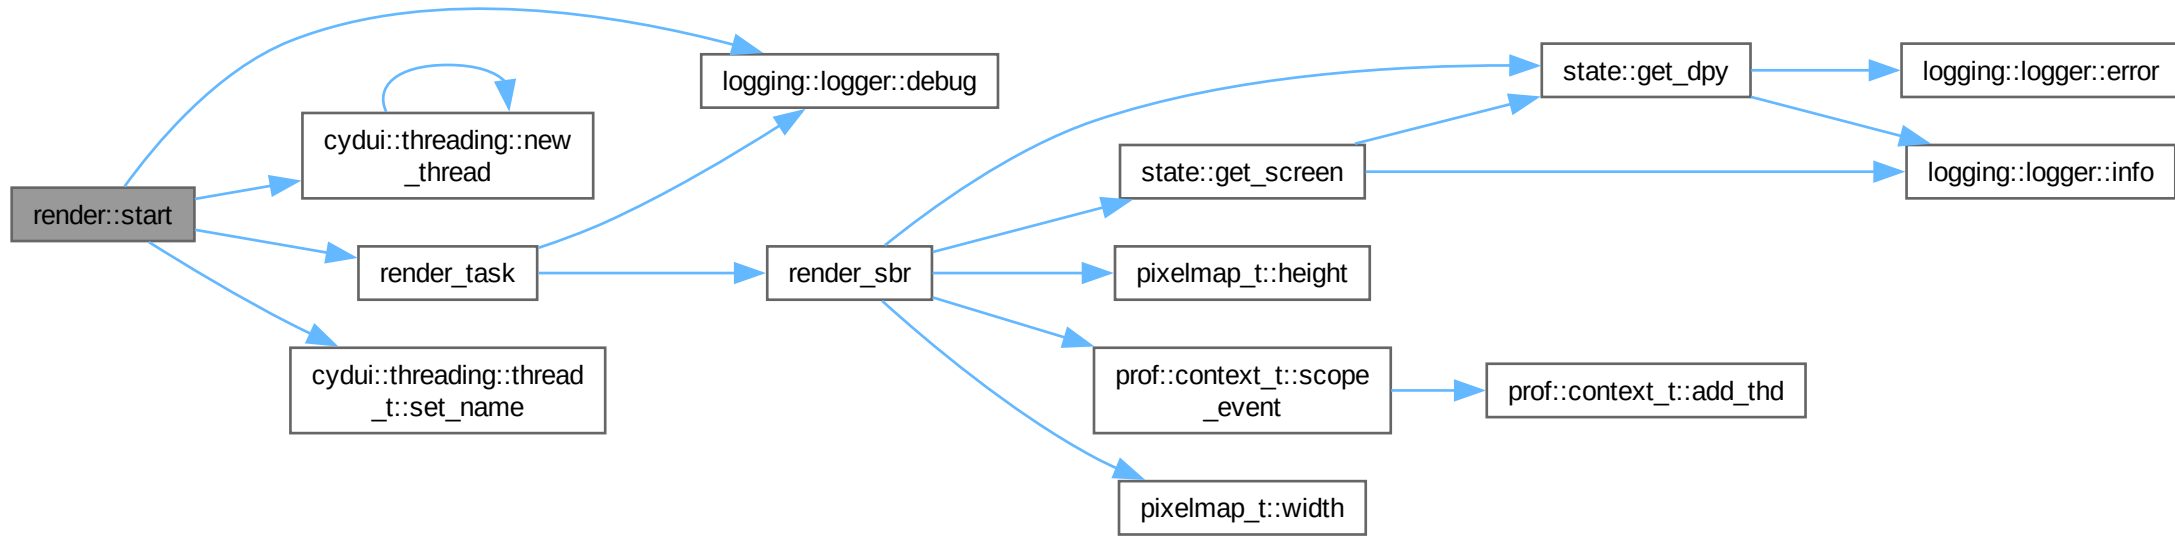 render::start
cydui::threading::new
_thread
render_task
cydui::threading::thread
_t::set_name
logging::logger::debug
render_sbr
state::get_screen
pixelmap_t::height
prof::context_t::scope
_event
pixelmap_t::width
state::get_dpy
prof::context_t::add_thd
logging::logger::error
logging::logger::info